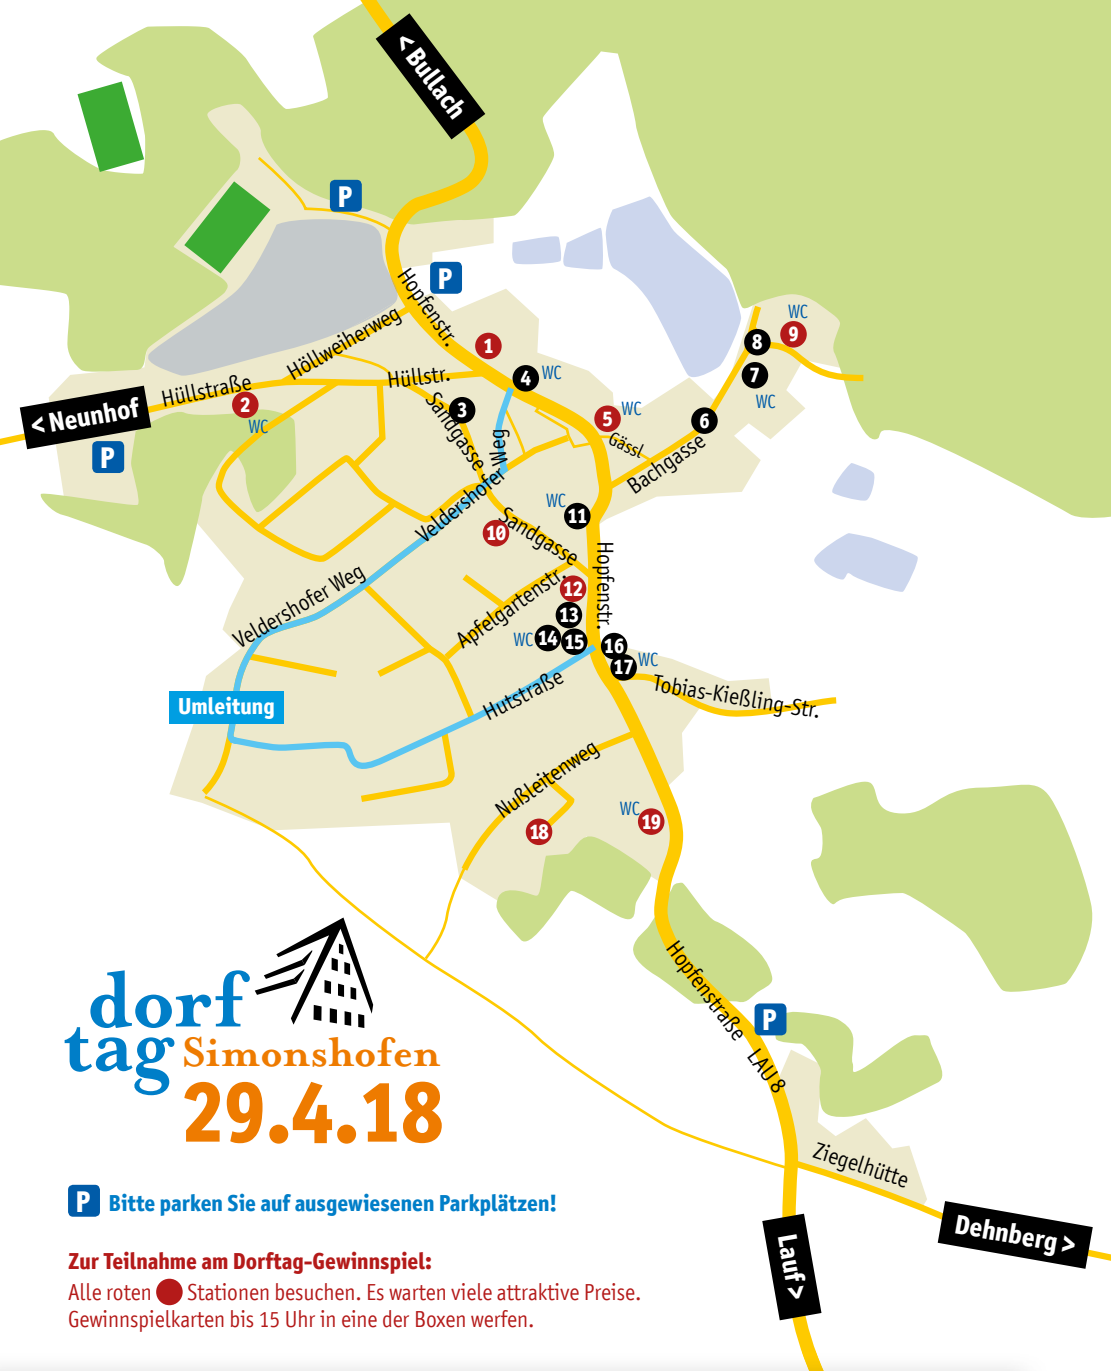 < Bullach
P
P
Hopfenstr.
Höllweiherweg
1
WC
9
8
7
WC
Hüllstraße
Hüllstr.
4
WC
< Neunhof
2
WC
3
Sandgasse
5
WC
6
Gässl
Bachgasse
P
Veldershofer Weg
WC
11
10
Sandgasse
Hopfenstr.
Veldershofer Weg
Apfelgartenstr.
12
13
WC
14
15
16
17
WC
Tobias-Kießling-Str.
Umleitung
Hutstraße
Nußleitenweg
18
WC
19
Hopfenstraße LAU 8
P
dorf
tag Simonshofen
29.4.18
Ziegelhütte
Dehnberg >
Lauf >
P Bitte parken Sie auf ausgewiesenen Parkplätzen!
Zur Teilnahme am Dorftag-Gewinnspiel:
Alle roten Stationen besuchen. Es warten viele attraktive Preise.
Gewinnspielkarten bis 15 Uhr in eine der Boxen werfen.